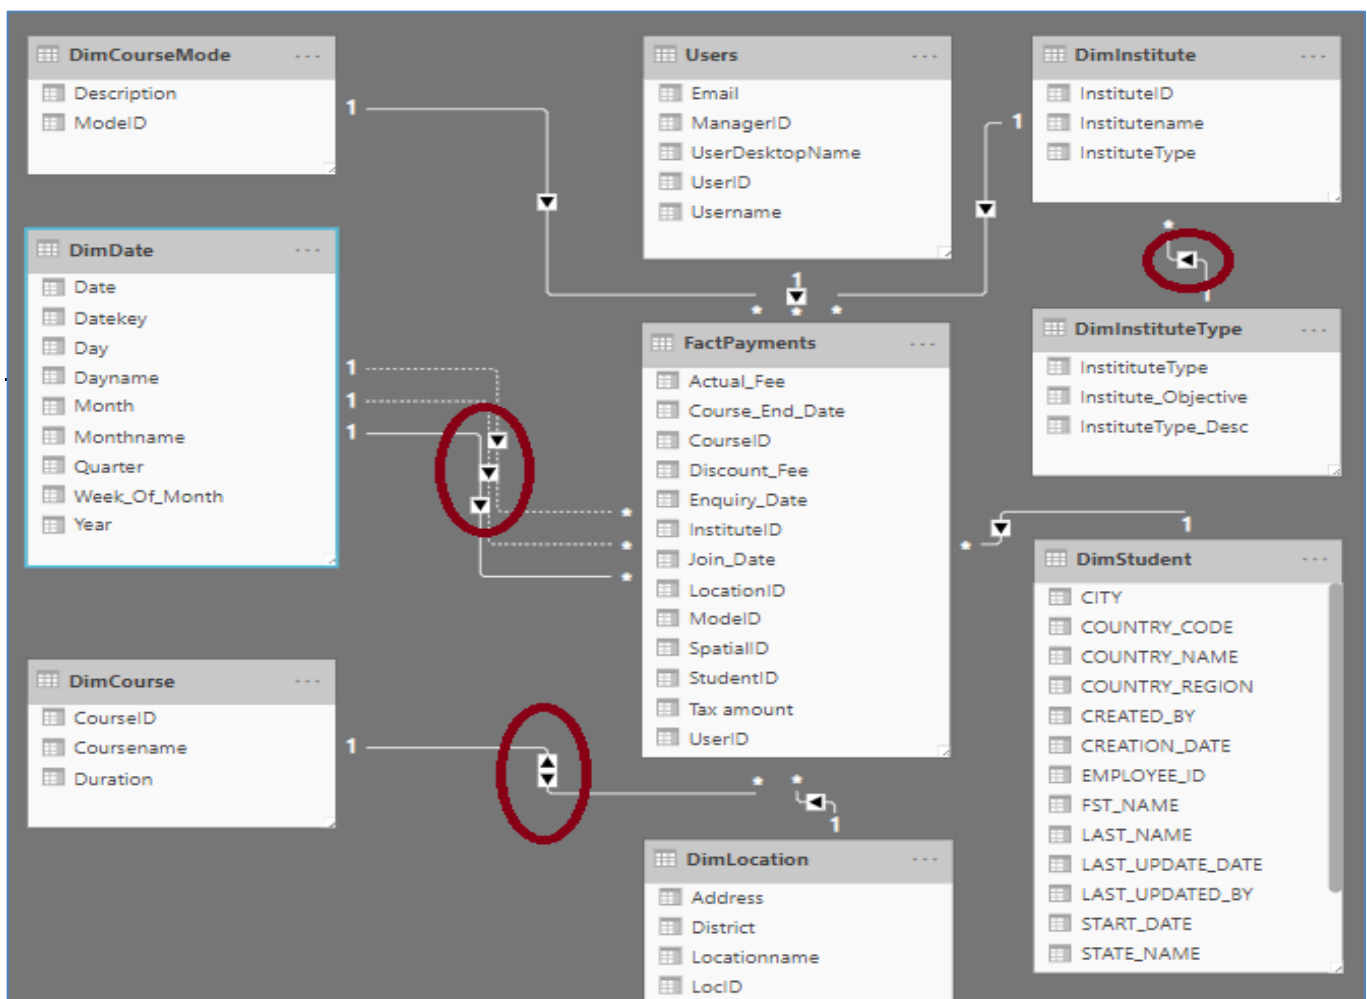 DimCourseMode
Description
ModeID
1
Users
Email
ManagerID
UserDesktopName
UserID
Username
1
DimInstitute
InstituteID
Institutename
InstituteType
1
*
1
DimDate
Date
Datekey
Day
Dayname
Month
Monthname
Quarter
Week_Of_Month
Year
1
1
1
* * *
FactPayments
Actual_Fee
Course_End_Date
CourseID
Discount_Fee
Enquiry_Date
InstituteID
Join_Date
LocationID
ModeID
SpatialID
StudentID
Tax amount
UserID
*
*
*
DimInstituteType
InstitituteType
Institute_Objective
InstituteType_Desc
* 1
DimStudent
CITY
COUNTRY_CODE
COUNTRY_NAME
COUNTRY_REGION
CREATED_BY
CREATION_DATE
EMPLOYEE_ID
FST_NAME
LAST_NAME
LAST_UPDATE_DATE
LAST_UPDATED_BY
START_DATE
STATE_NAME
DimCourse
CourseID
Coursename
Duration
1
* *
1
DimLocation
Address
District
Locationname
LocID